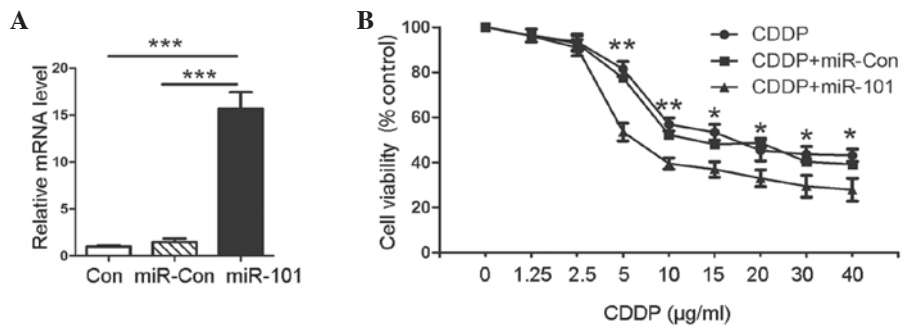 A
***
***
Relative mRNA level
20
15
10
5
0
Con miR-Con miR-101
B
Cell viability (% control)
100
80
60
40
20
0
CDDP
CDDP+miR-Con
CDDP+miR-101
** ** * * * *
0 1.25 2.5 5 10 15 20 30 40
CDDP (µg/ml)